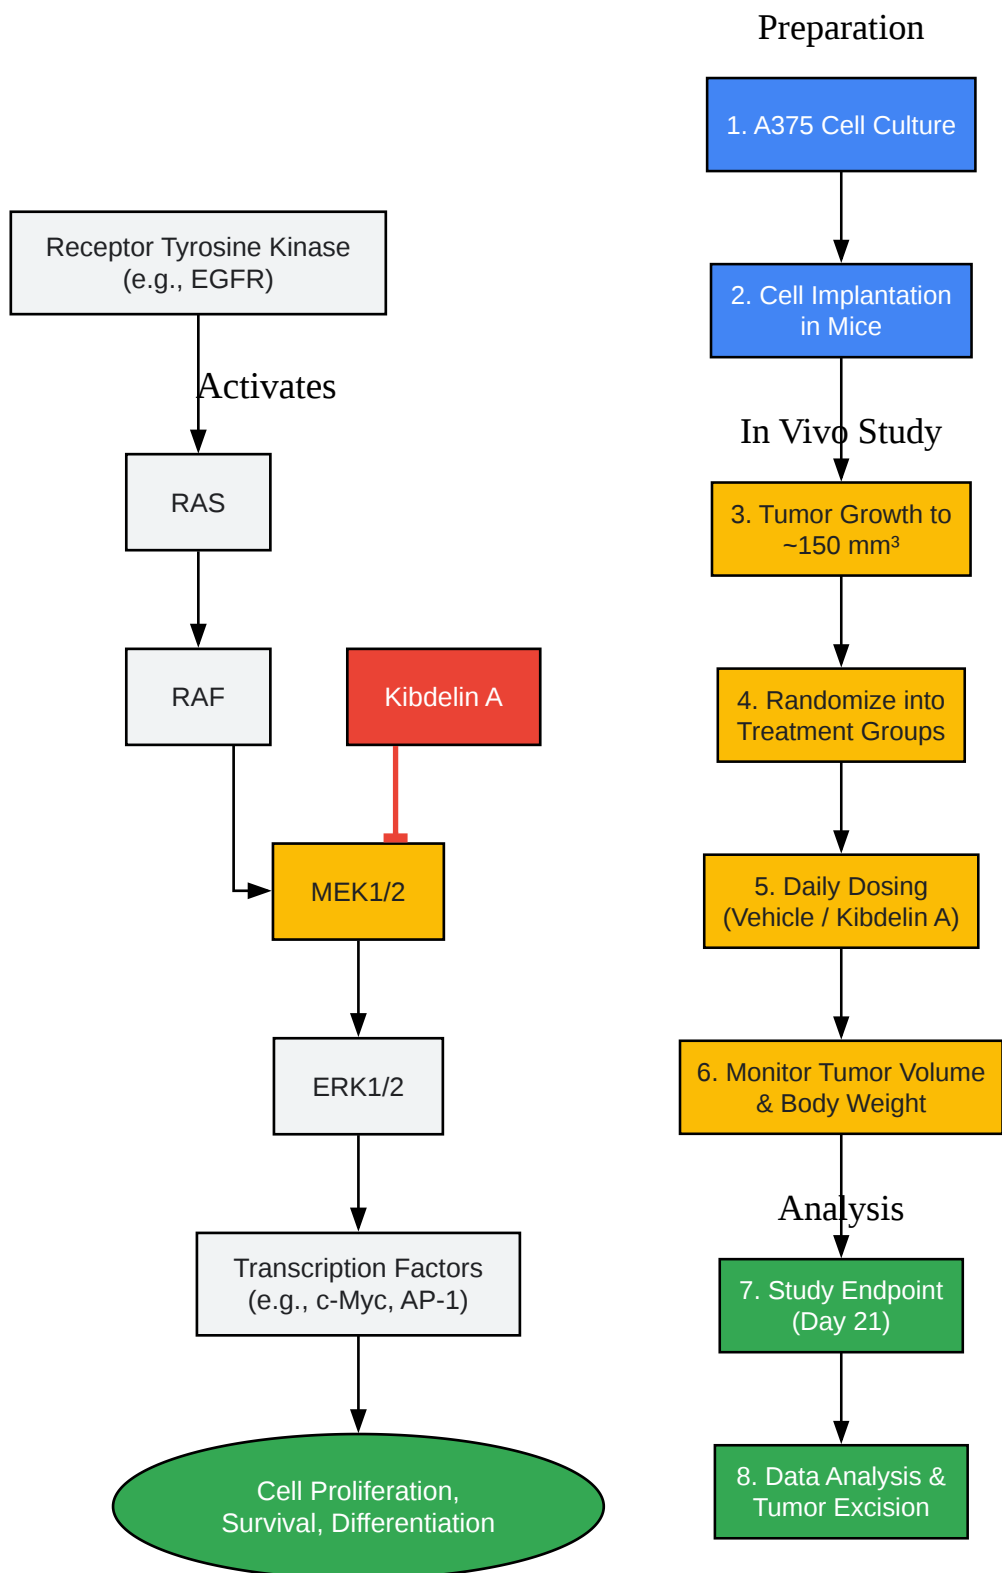 Receptor Tyrosine Kinase
(e.g., EGFR)
Activates
RAS
RAF
Kibdelin A
MEK1/2
ERK1/2
Transcription Factors
(e.g., c-Myc, AP-1)
Cell Proliferation,
Survival, Differentiation
Preparation
1. A375 Cell Culture
2. Cell Implantation
in Mice
In Vivo Study
3. Tumor Growth to
~150 mm³
4. Randomize into
Treatment Groups
5. Daily Dosing
(Vehicle / Kibdelin A)
6. Monitor Tumor Volume
& Body Weight
Analysis
7. Study Endpoint
(Day 21)
8. Data Analysis &
Tumor Excision